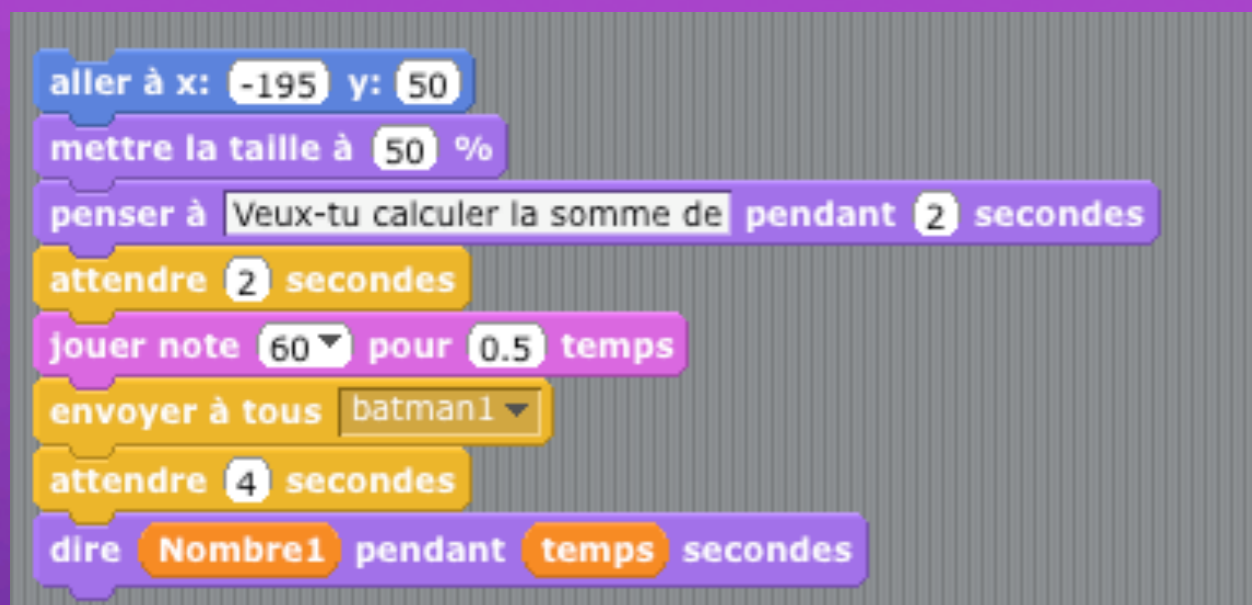 aller à x: -195 y: 50
mettre la taille à 50 %
penser à Veux-tu calculer la somme de pendant 2 secondes
attendre 2 secondes
jouer note 60 pour 0.5 temps
envoyer à tous batman1
attendre 4 secondes
dire Nombre1 pendant temps secondes